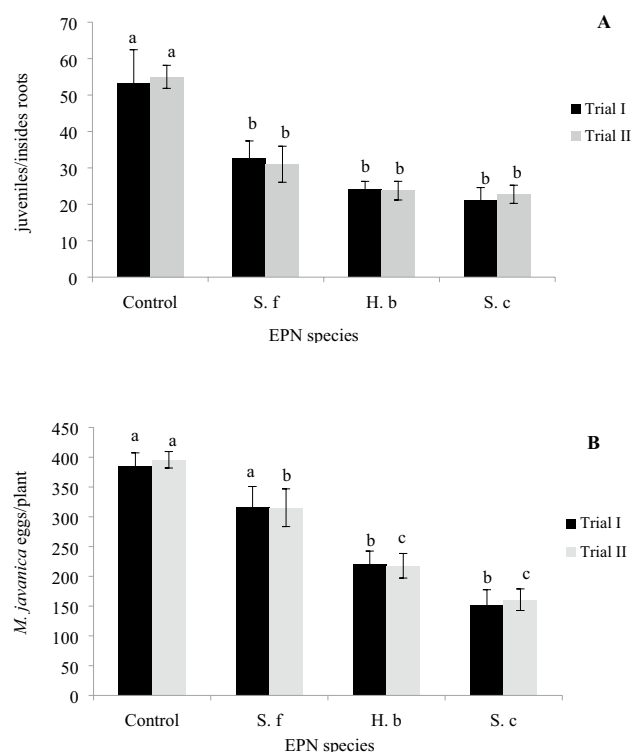 A
70
60
50
40
30
20
10
0
juveniles/insides roots
a a
b b
b b
b b
Trial I
Trial II
Control S. f H. b S. c
EPN species
B
450
400
350
300
250
200
150
100
50
0
M. javanica eggs/plant
a a
a b
b c
b c
Trial I
Trial II
Control S. f H. b S. c
EPN species